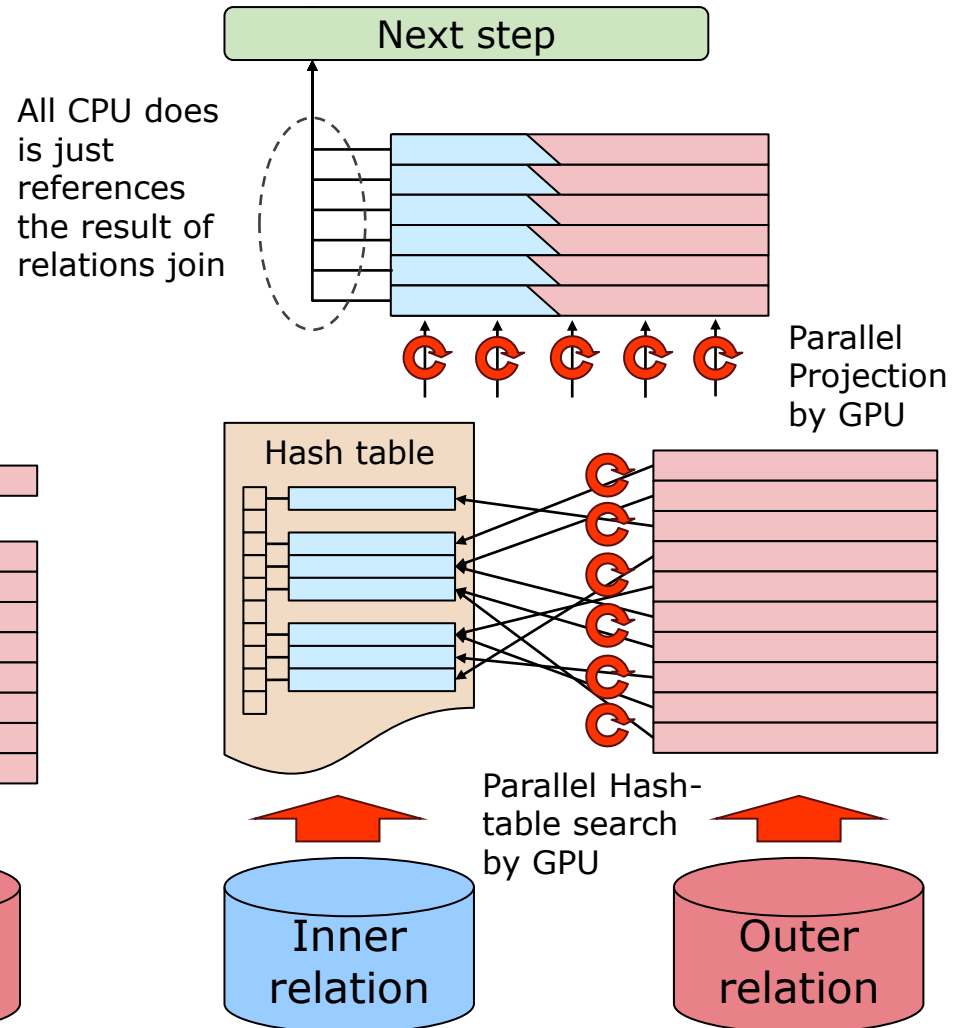 Next step
All CPU does
is just
references
the result of
relations join
Parallel
Projection
by GPU
Hash table
Parallel Hash-
table search
by GPU
Inner
relation
Outer
relation